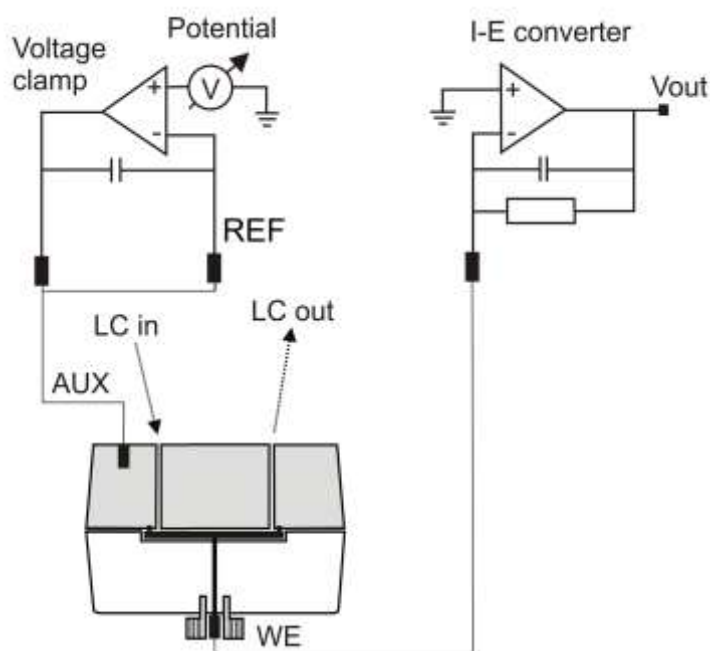 Potential
I-E converter
Voltage
clamp
V
+
-
+
-
Vout
REF
LC in
LC out
AUX
WE